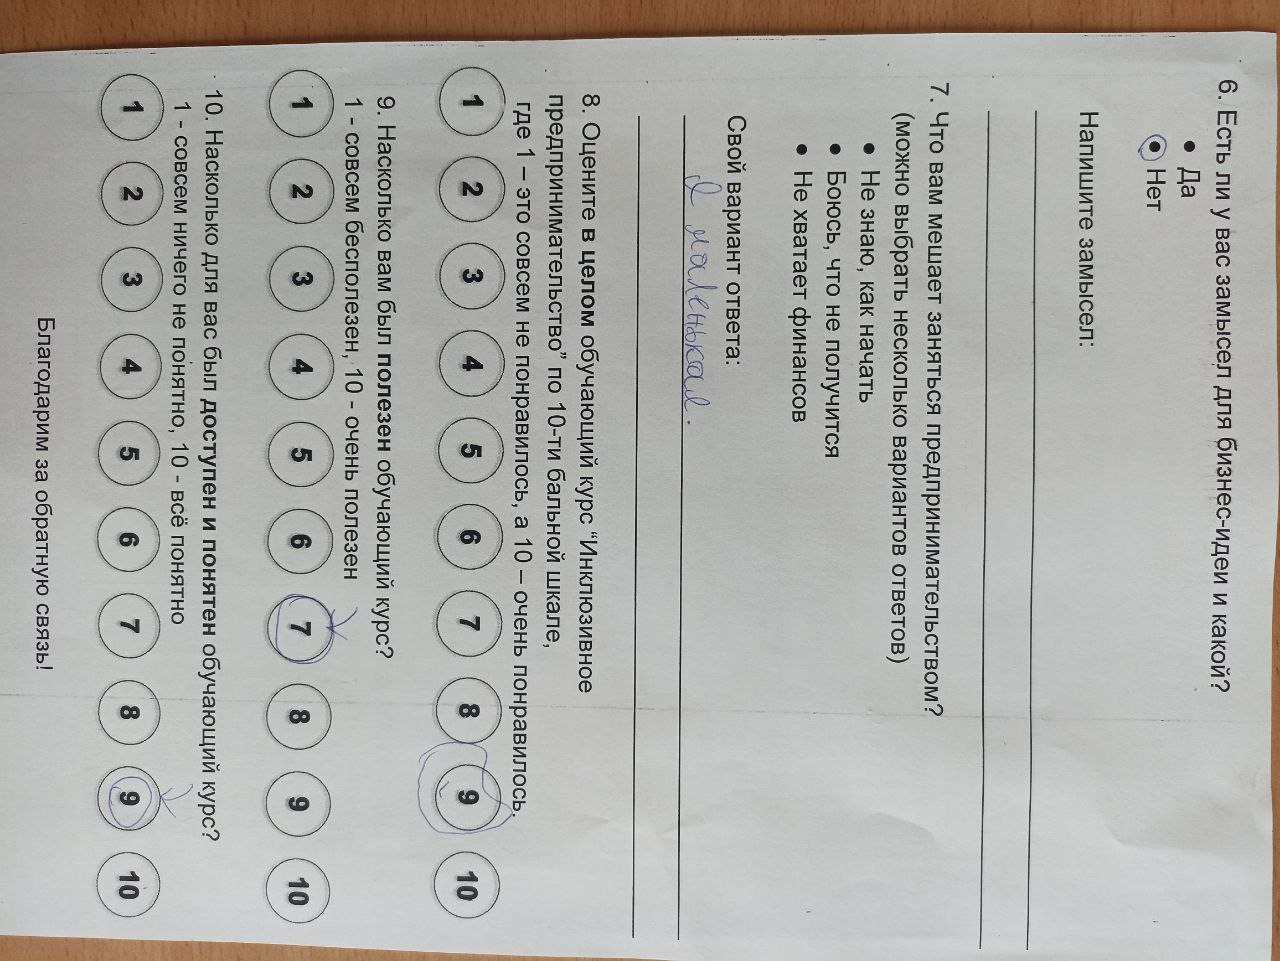 6. Есть ли у вас замысел для бизнес-идеи и какой?
● Да
● Нет
Напишите замысел:
7. Что вам мешает заняться предпринимательством?
(можно выбрать несколько вариантов ответов)
● Не знаю, как начать
● Боюсь, что не получится
● Не хватает финансов
Свой вариант ответа:
Я маленькая.
8. Оцените в целом обучающий курс “Инклюзивное
предпринимательство” по 10-ти бальной шкале,
где 1 – это совсем не понравилось, а 10 – очень понравилось.
1 2 3 4 5 6 7 8 9 10
9. Насколько вам был полезен обучающий курс?
1 - совсем бесполезен, 10 - очень полезен
1 2 3 4 5 6 7 8 9 10
10. Насколько для вас был доступен и понятен обучающий курс?
1 - совсем ничего не понятно, 10 - всё понятно
1 2 3 4 5 6 7 8 9 10
Благодарим за обратную связь!